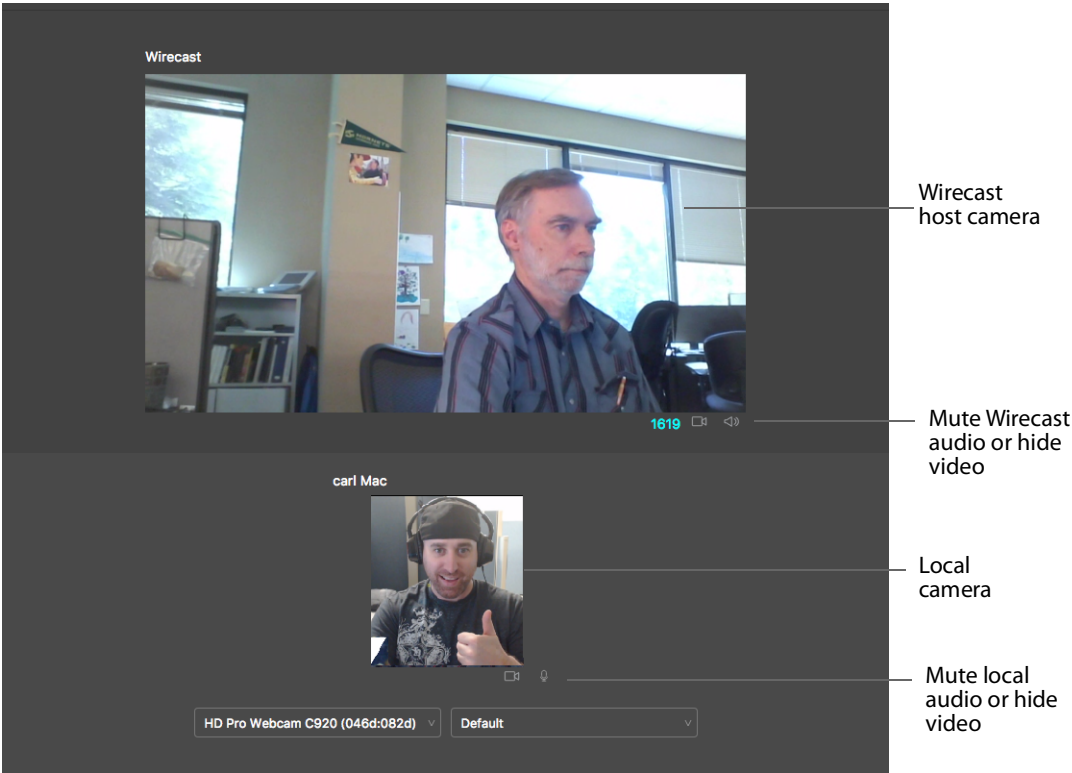 Wirecast
HORNETS
Wirecast
host camera
1619
Mute Wirecast
audio or hide
video
carl Mac
Local
camera
Mute local
audio or hide
video
HD Pro Webcam C920 (046d:082d)
Default